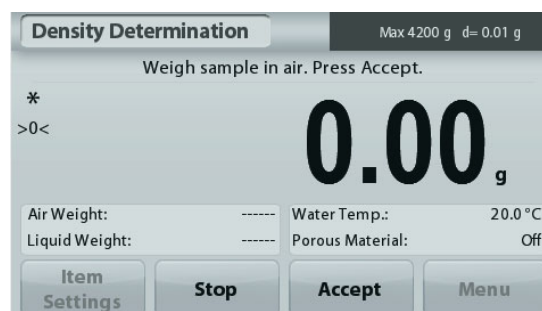 Density Determination
Max 4200 g d= 0.01 g
Weigh sample in air. Press Accept.
*
>0<
0.00 g
Air Weight: ------ Water Temp.: 20.0 °C
Liquid Weight: ------ Porous Material: Off
Item Settings Stop Accept Menu